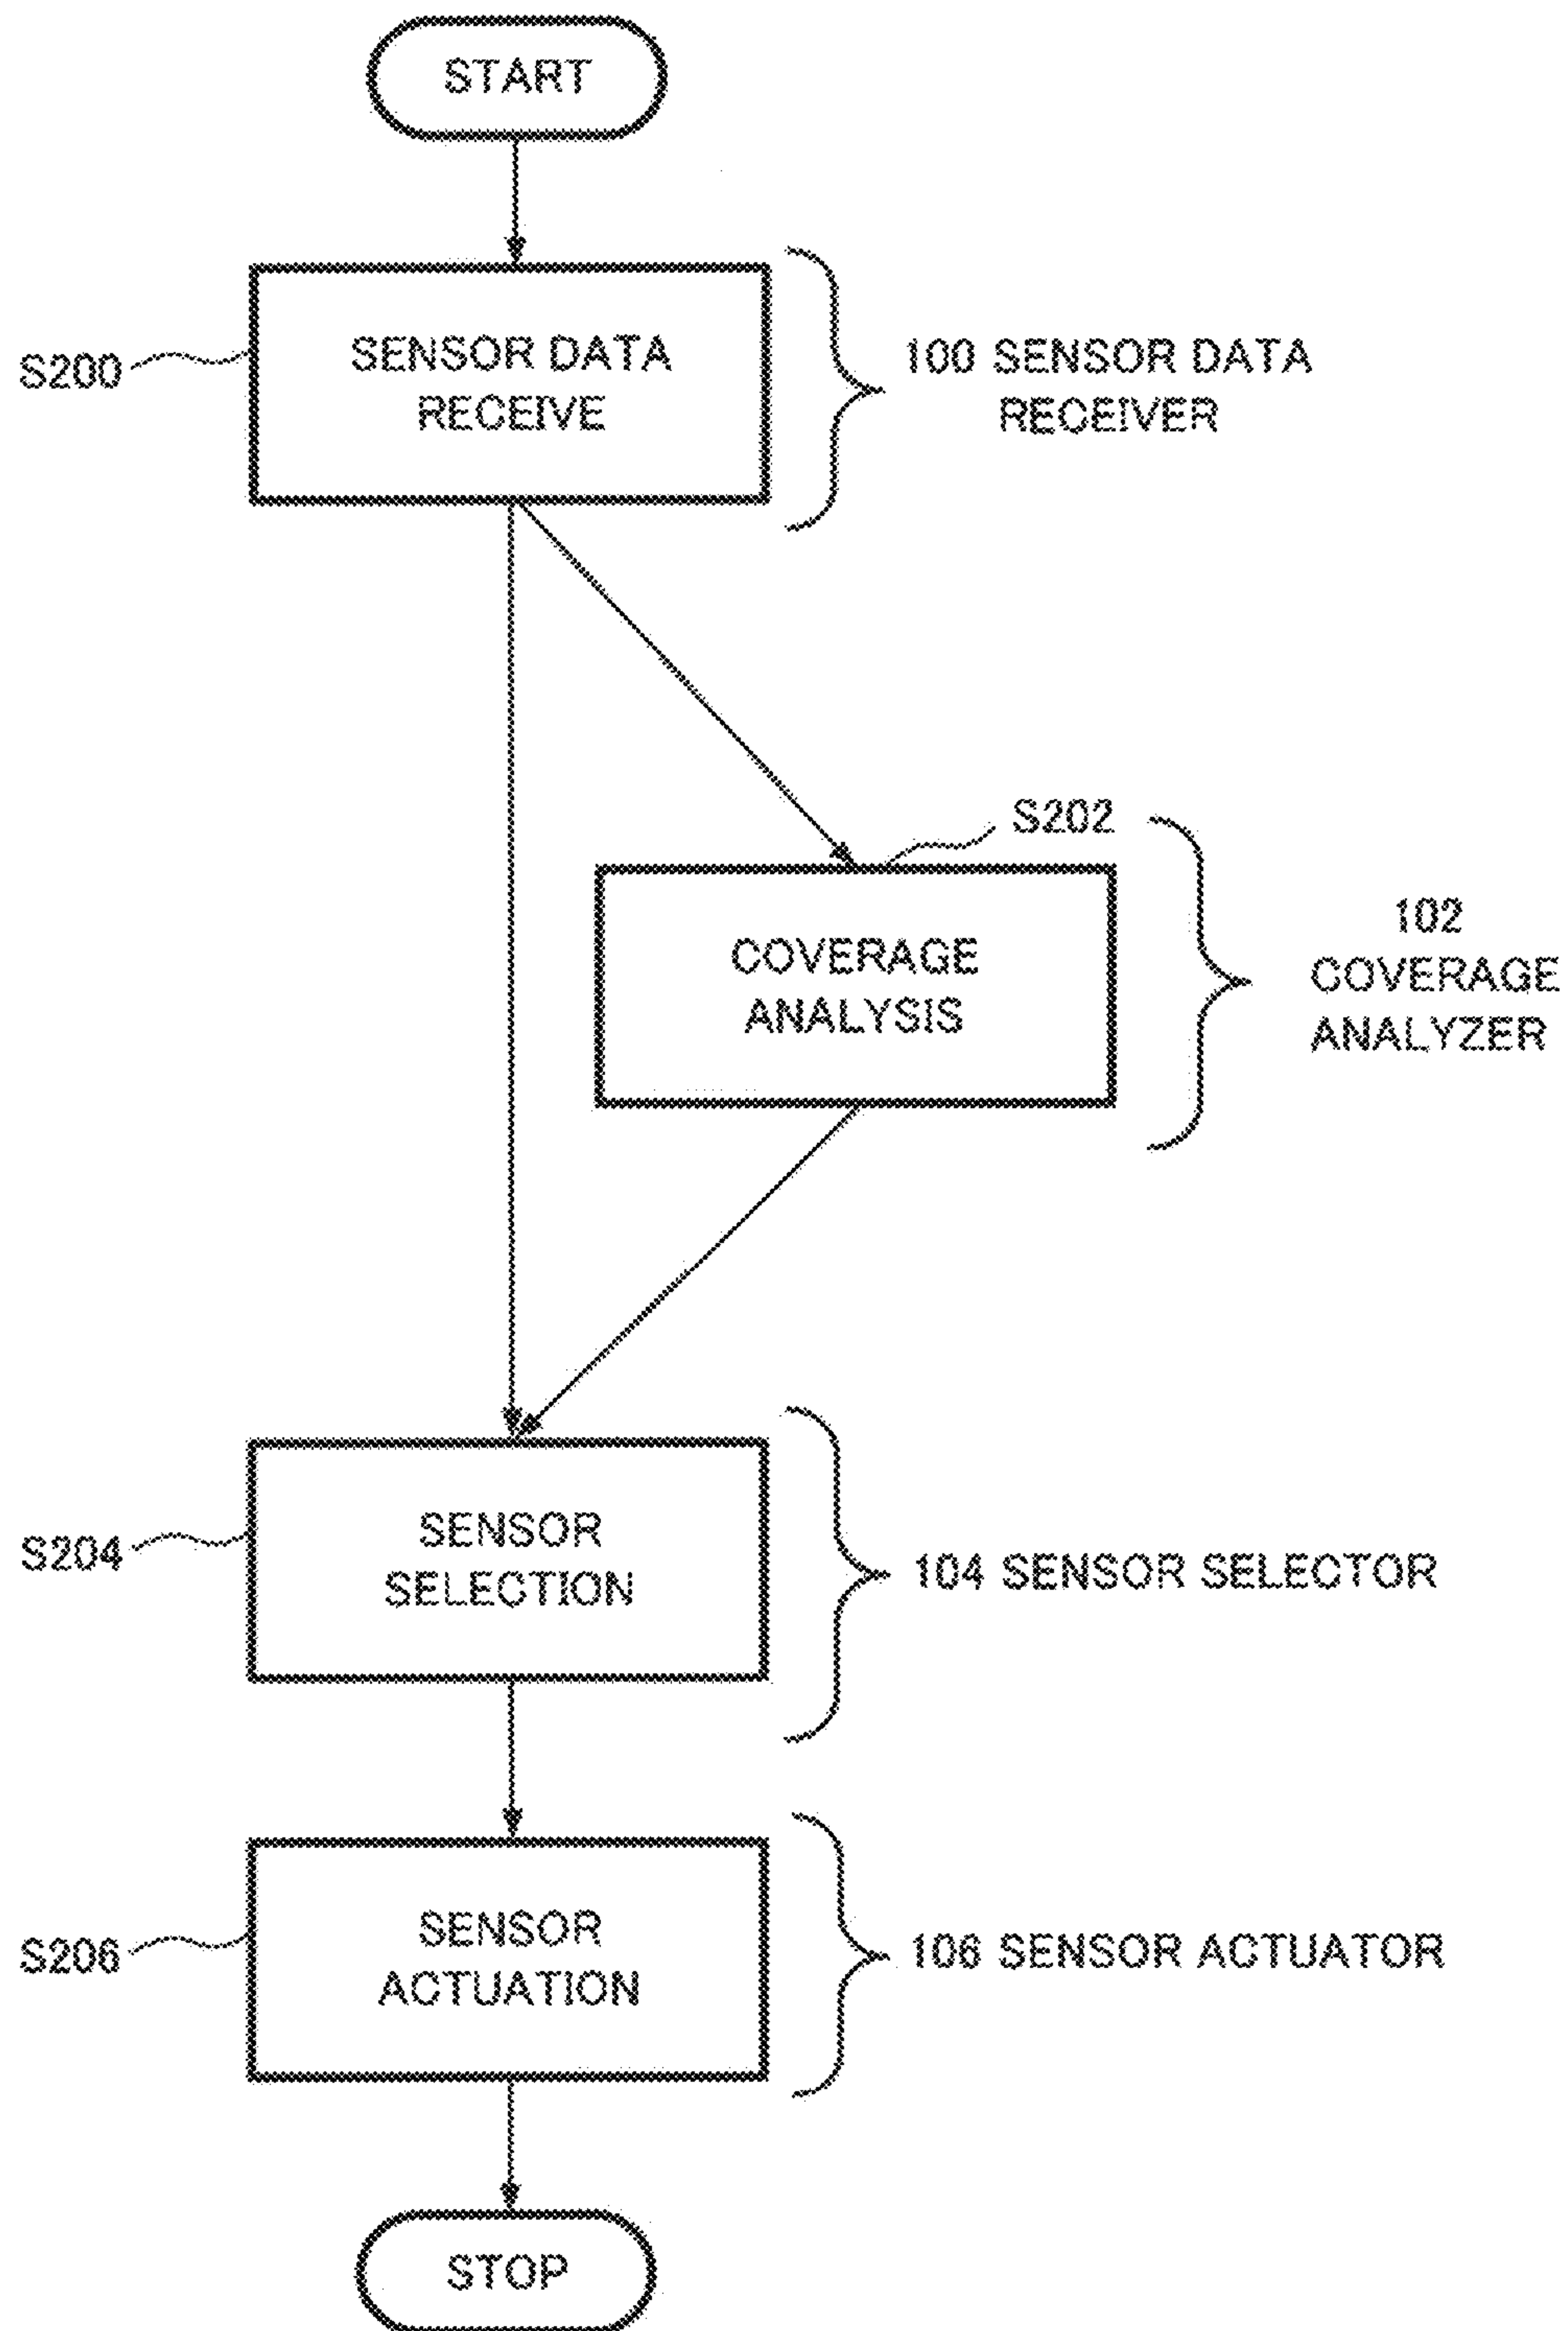 START
S200
SENSOR DATA
RECEIVE
100 SENSOR DATA
RECEIVER
S202
COVERAGE
ANALYSIS
102
COVERAGE
ANALYZER
S204
SENSOR
SELECTION
104 SENSOR SELECTOR
S206
SENSOR
ACTUATION
106 SENSOR ACTUATOR
STOP